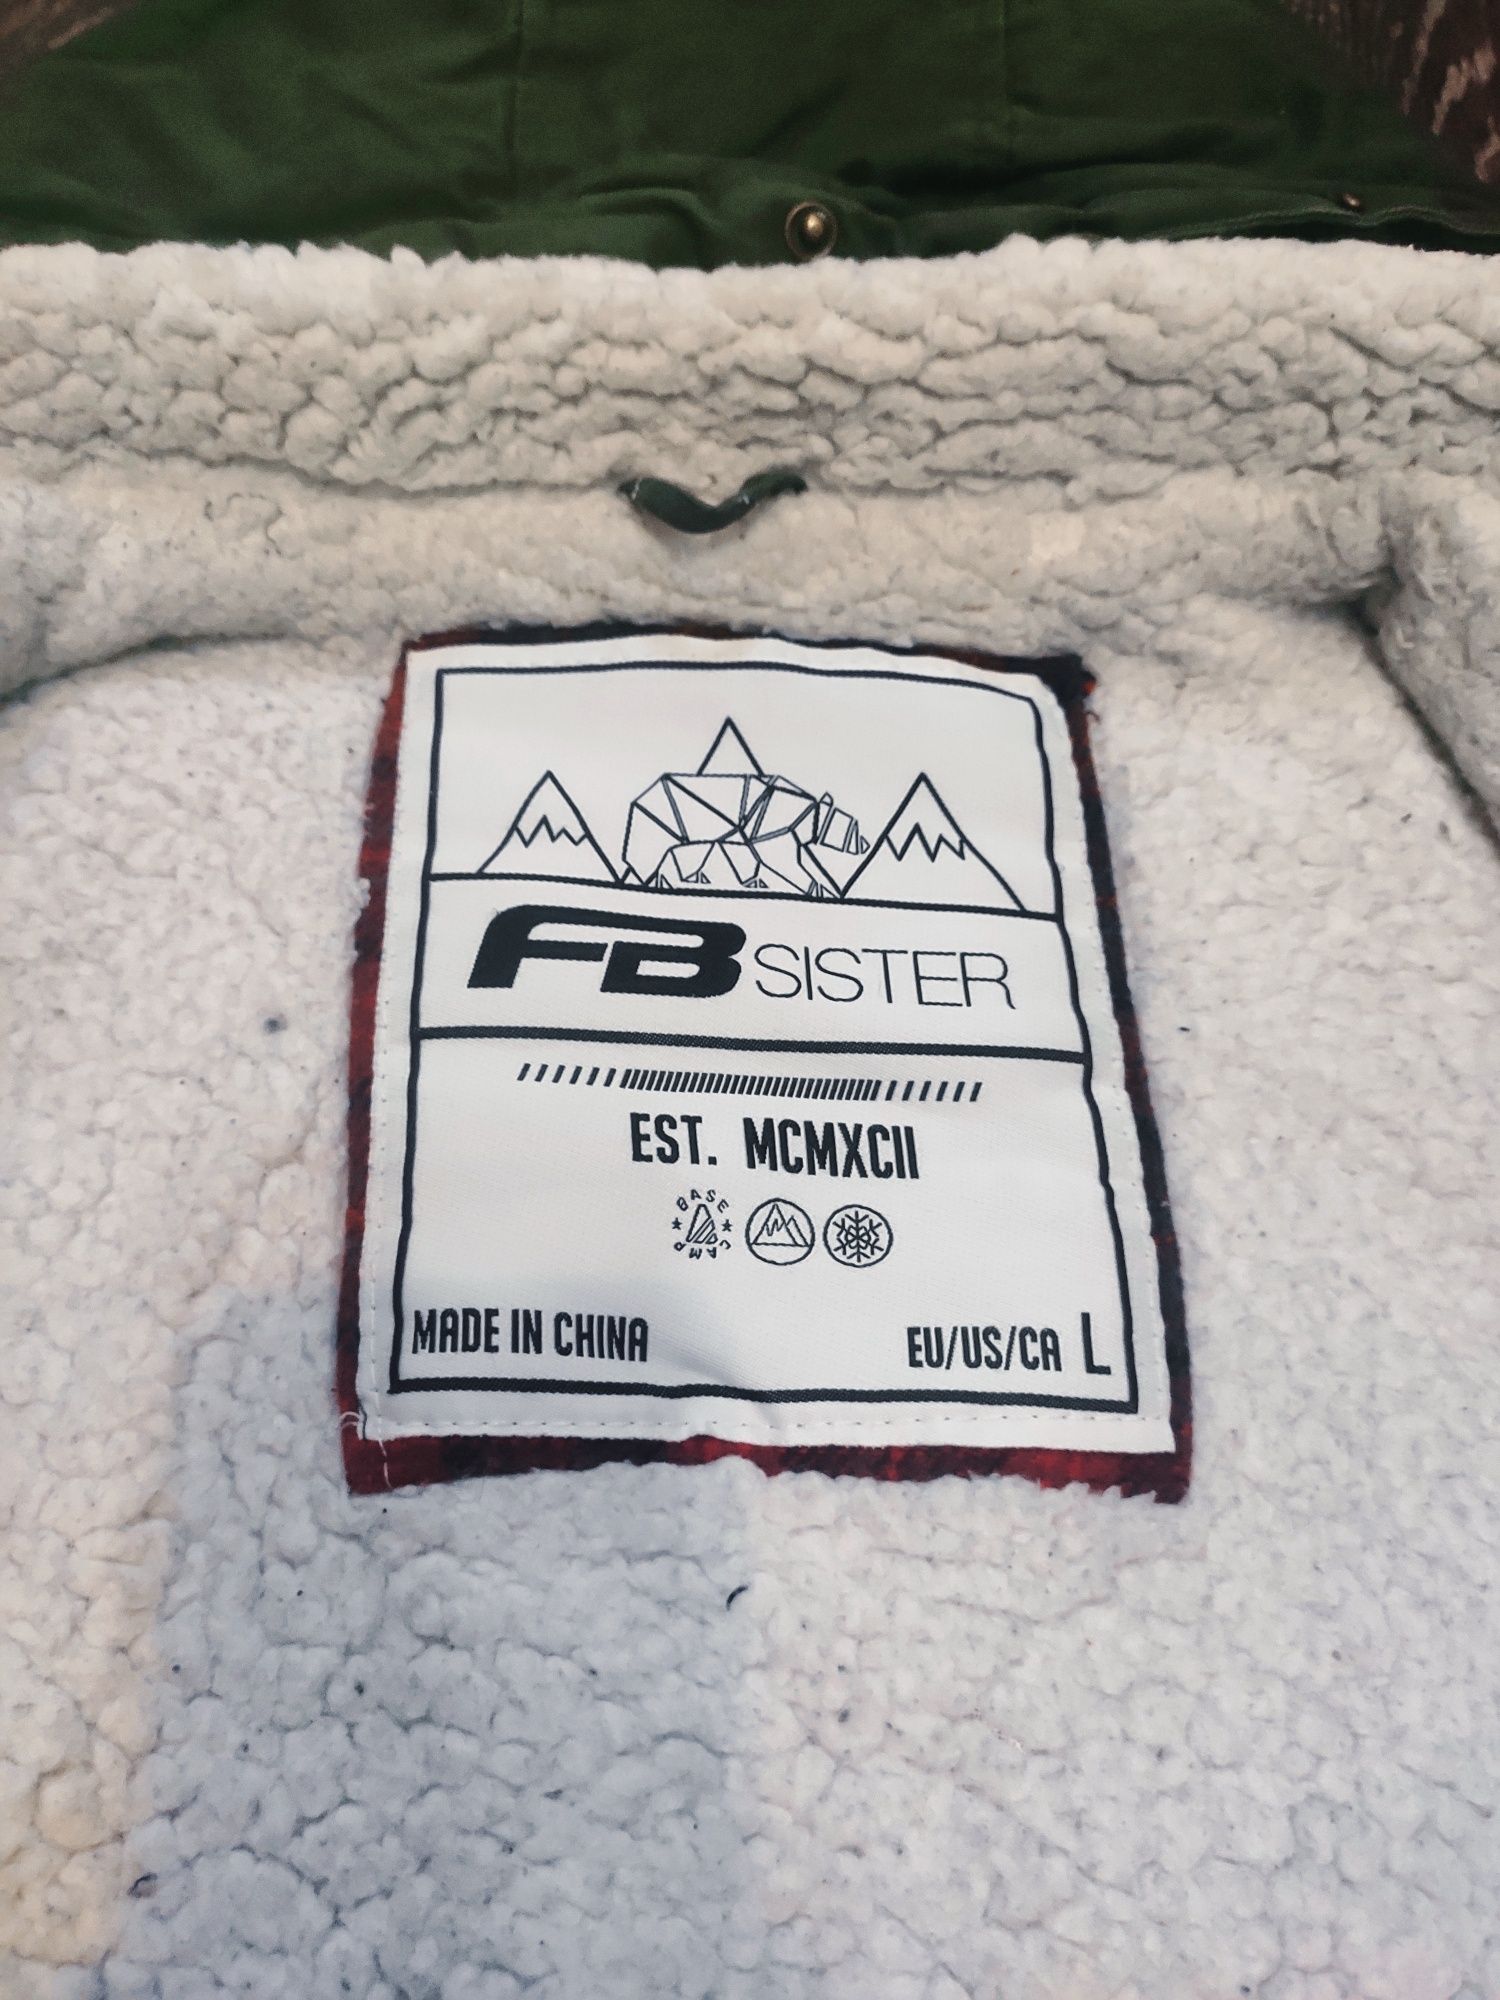 FB SISTER
EST. MCMXCII
BASE
CAMP
MADE IN CHINA
EU/US/CA L